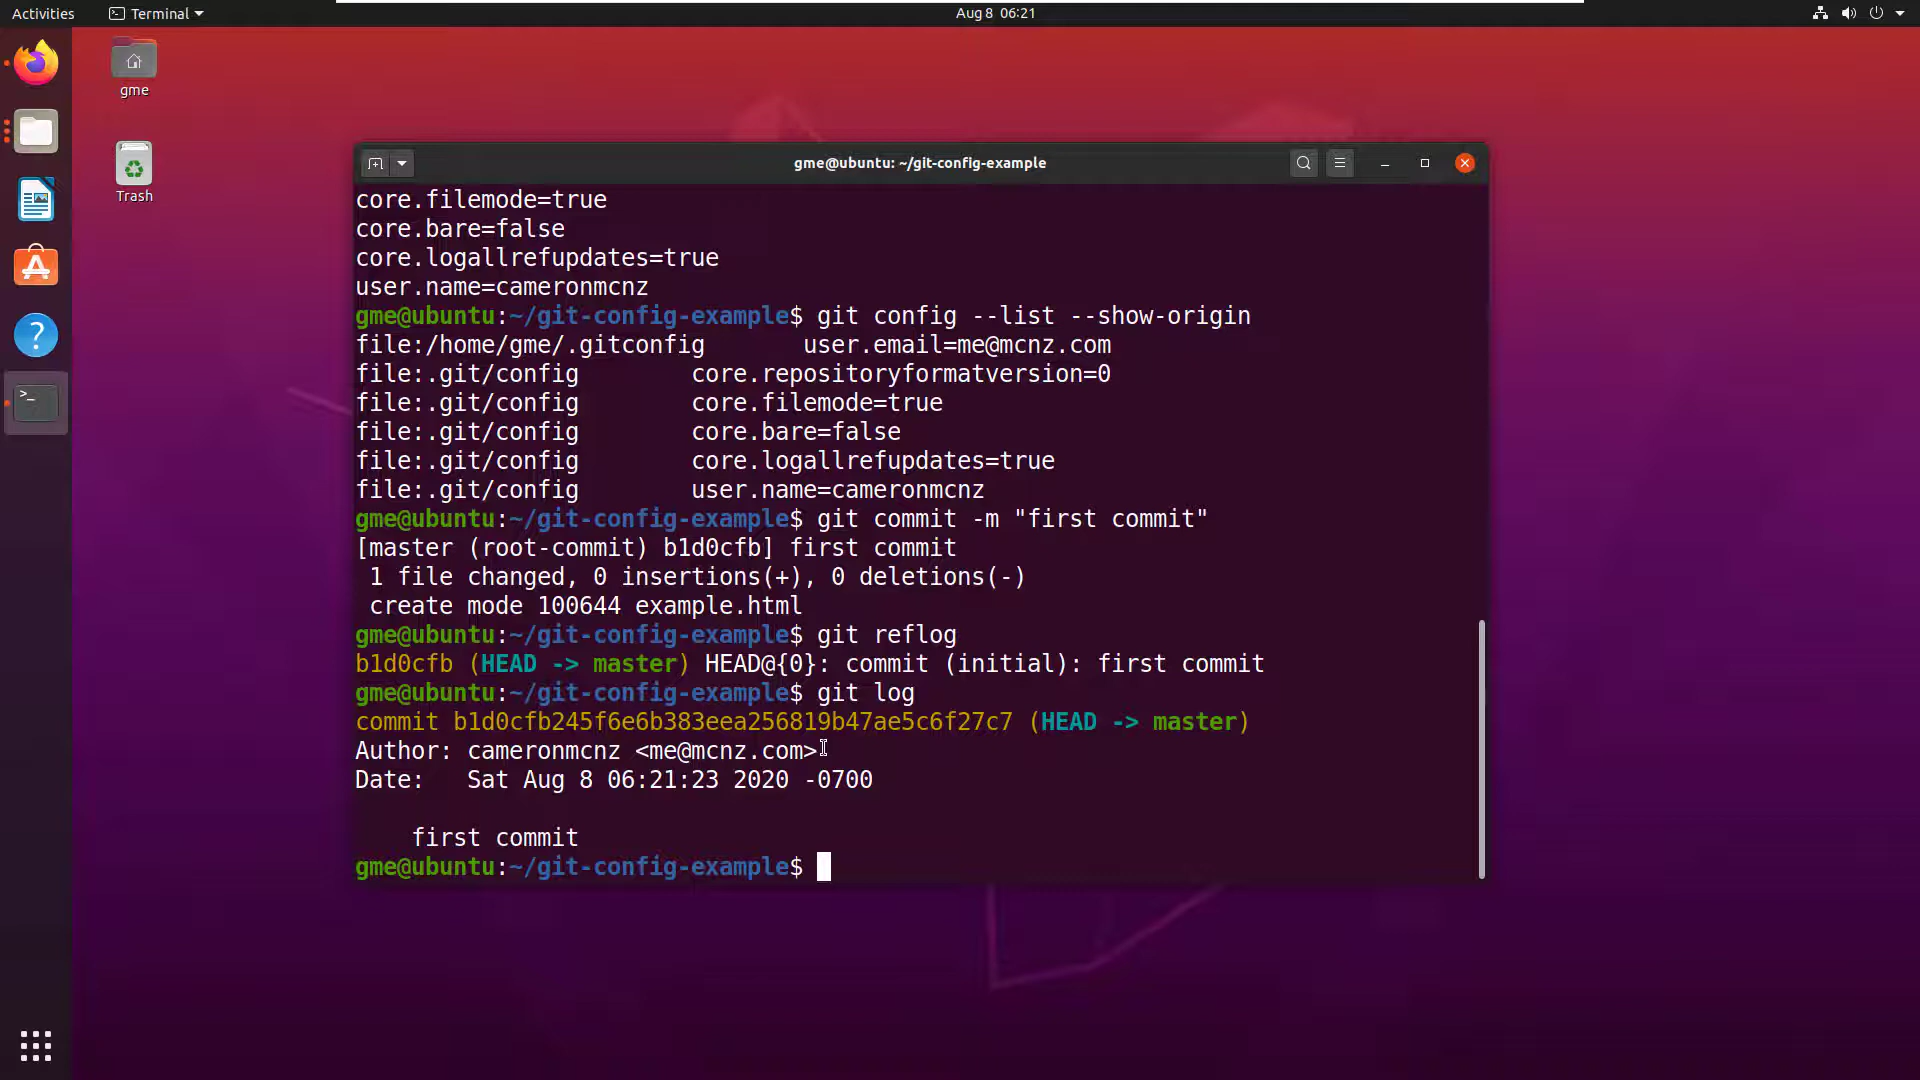 Activities
Terminal
Aug 8 06:21
gme
Trash
gme@ubuntu: ~/git-config-example
core.filemode=true
core.bare=false
core.logallrefupdates=true
user.name=cameronmcnz
gme@ubuntu:~/git-config-example$ git config --list --show-origin
file:/home/gme/.gitconfig       user.email=me@mcnz.com
file:.git/config        core.repositoryformatversion=0
file:.git/config        core.filemode=true
file:.git/config        core.bare=false
file:.git/config        core.logallrefupdates=true
file:.git/config        user.name=cameronmcnz
gme@ubuntu:~/git-config-example$ git commit -m "first commit"
[master (root-commit) b1d0cfb] first commit
 1 file changed, 0 insertions(+), 0 deletions(-)
 create mode 100644 example.html
gme@ubuntu:~/git-config-example$ git reflog
b1d0cfb (HEAD -> master) HEAD@{0}: commit (initial): first commit
gme@ubuntu:~/git-config-example$ git log
commit b1d0cfb245f6e6b383eea256819b47ae5c6f27c7 (HEAD -> master)
Author: cameronmcnz <me@mcnz.com>
Date:   Sat Aug 8 06:21:23 2020 -0700
    first commit
gme@ubuntu:~/git-config-example$